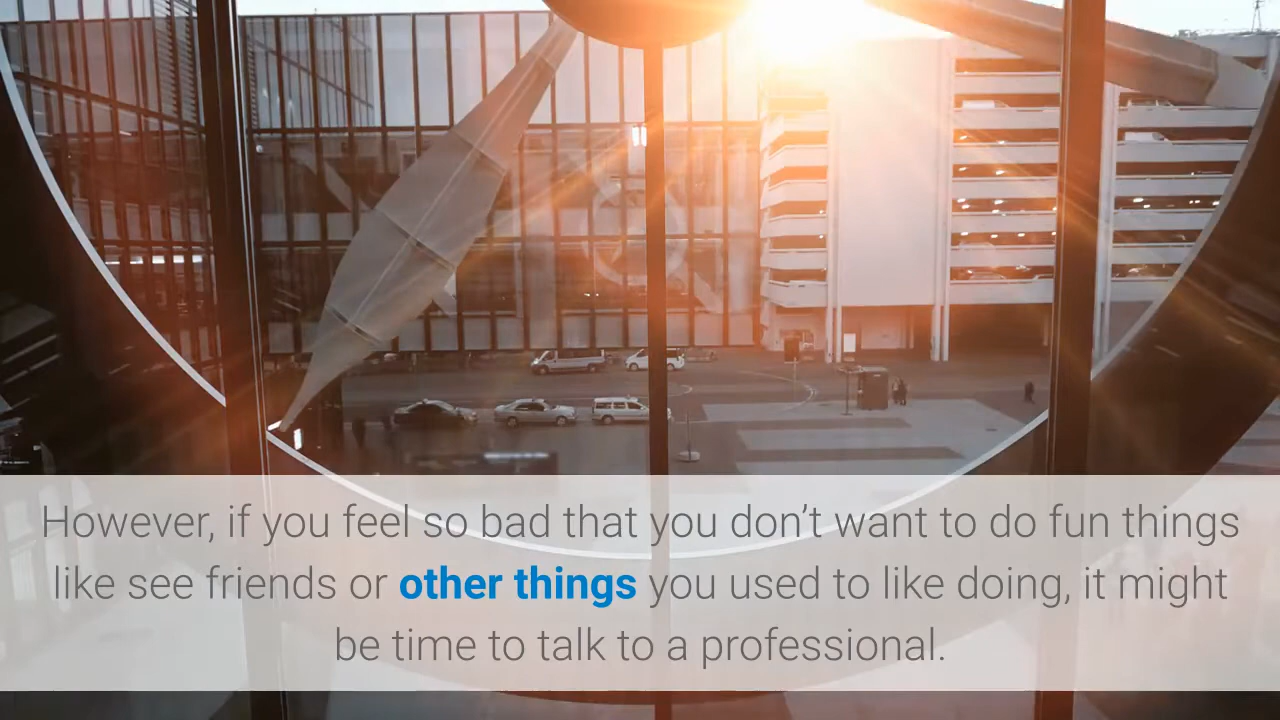 However, if you feel so bad that you don’t want to do fun things
like see friends or other things you used to like doing, it might
be time to talk to a professional.